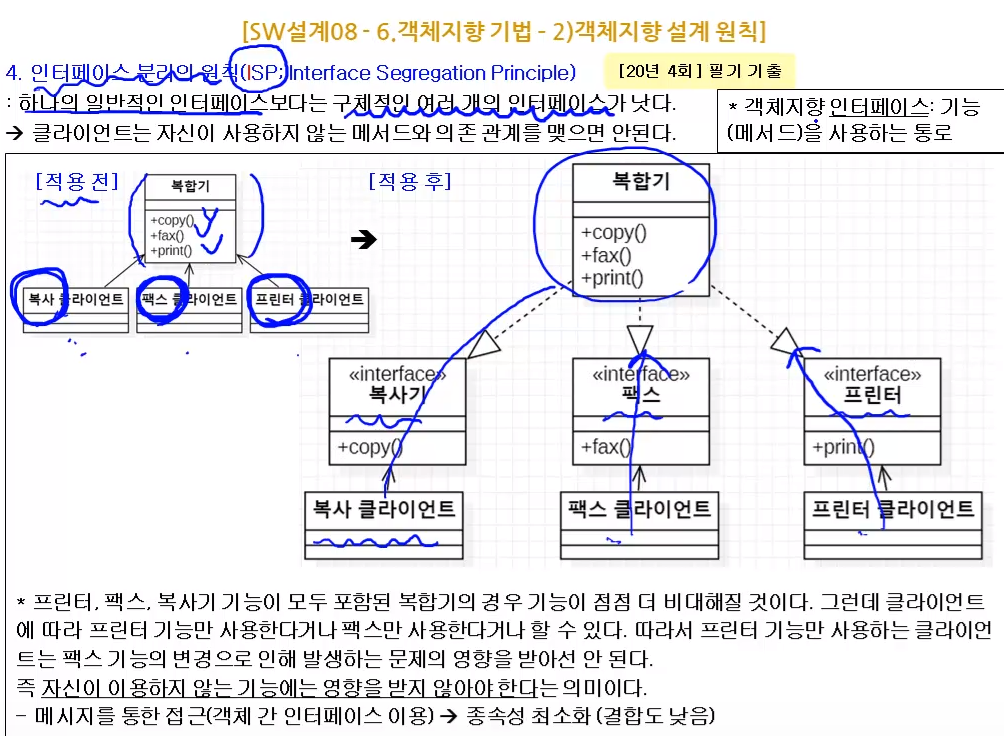 [SW설계08 - 6.객체지향 기법 - 2)객체지향 설계 원칙]
4. 인터페이스 분리의 원칙(ISP; Interface Segregation Principle)
[20년 4회] 필기 기출
: 하나의 일반적인 인터페이스보다는 구체적인 여러 개의 인터페이스가 낫다.
➔ 클라이언트는 자신이 사용하지 않는 메서드와 의존 관계를 맺으면 안된다.
* 객체지향 인터페이스: 기능
(메서드)을 사용하는 통로
[적용 전]
복합기
+copy()
+fax()
+print()
복사 클라이언트
팩스 클라이언트
프린터 클라이언트
➔
[적용 후]
복합기
+copy()
+fax()
+print()
«interface»
복사기
+copy()
«interface»
팩스
+fax()
«interface»
프린터
+print()
복사 클라이언트
팩스 클라이언트
프린터 클라이언트
* 프린터, 팩스, 복사기 기능이 모두 포함된 복합기의 경우 기능이 점점 더 비대해질 것이다. 그런데 클라이언트
에 따라 프린터 기능만 사용한다거나 팩스만 사용한다거나 할 수 있다. 따라서 프린터 기능만 사용하는 클라이언
트는 팩스 기능의 변경으로 인해 발생하는 문제의 영향을 받아선 안 된다.
즉 자신이 이용하지 않는 기능에는 영향을 받지 않아야 한다는 의미이다.
- 메시지를 통한 접근(객체 간 인터페이스 이용) ➔ 종속성 최소화 (결합도 낮음)